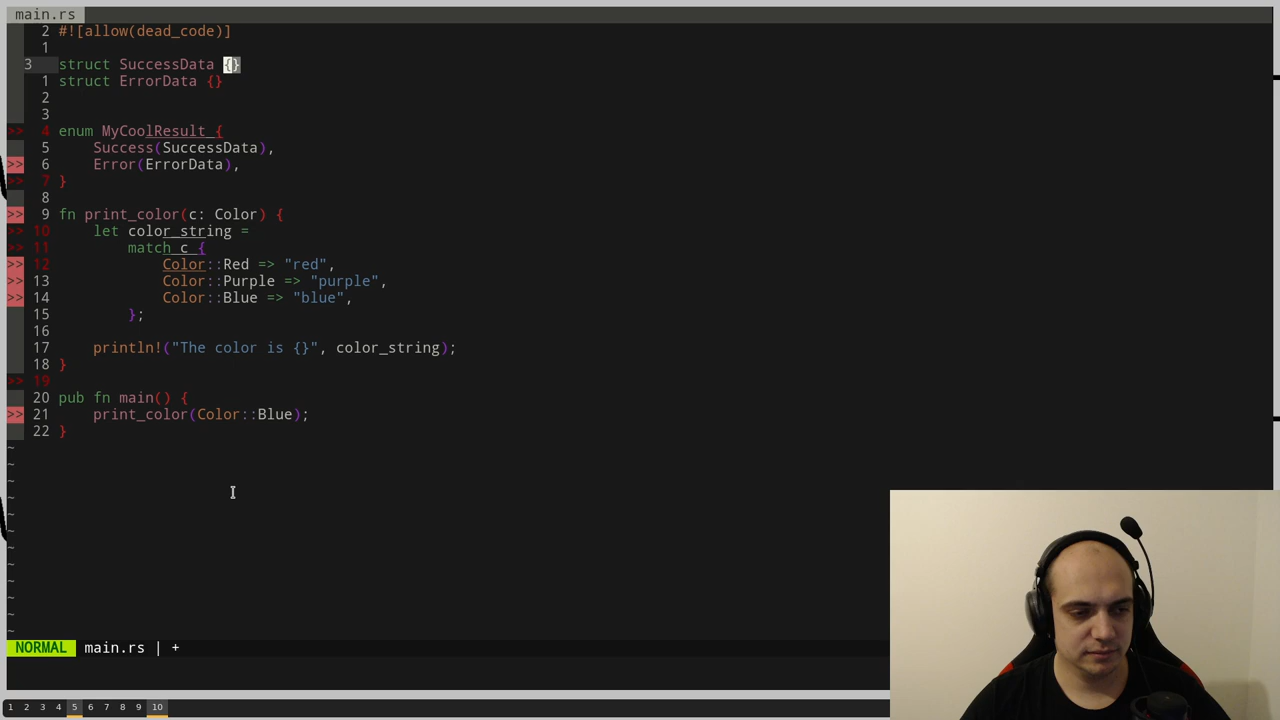 main.rs
2 #![allow(dead_code)]
1
3 struct SuccessData {}
1 struct ErrorData {}
2
3
>> 4 enum MyCoolResult {
5 Success(SuccessData),
>> 6 Error(ErrorData),
>> 7 }
8
>> 9 fn print_color(c: Color) {
>> 10 let color_string =
>> 11 match c {
>> 12 Color::Red => "red",
>> 13 Color::Purple => "purple",
>> 14 Color::Blue => "blue",
15 };
16
17 println!("The color is {}", color_string);
18 }
>> 19
20 pub fn main() {
>> 21 print_color(Color::Blue);
22 }
~
~
~
~
~
~
~
~
~
~
~
~
NORMAL main.rs | +
1 2 3 4 5 6 7 8 9 10